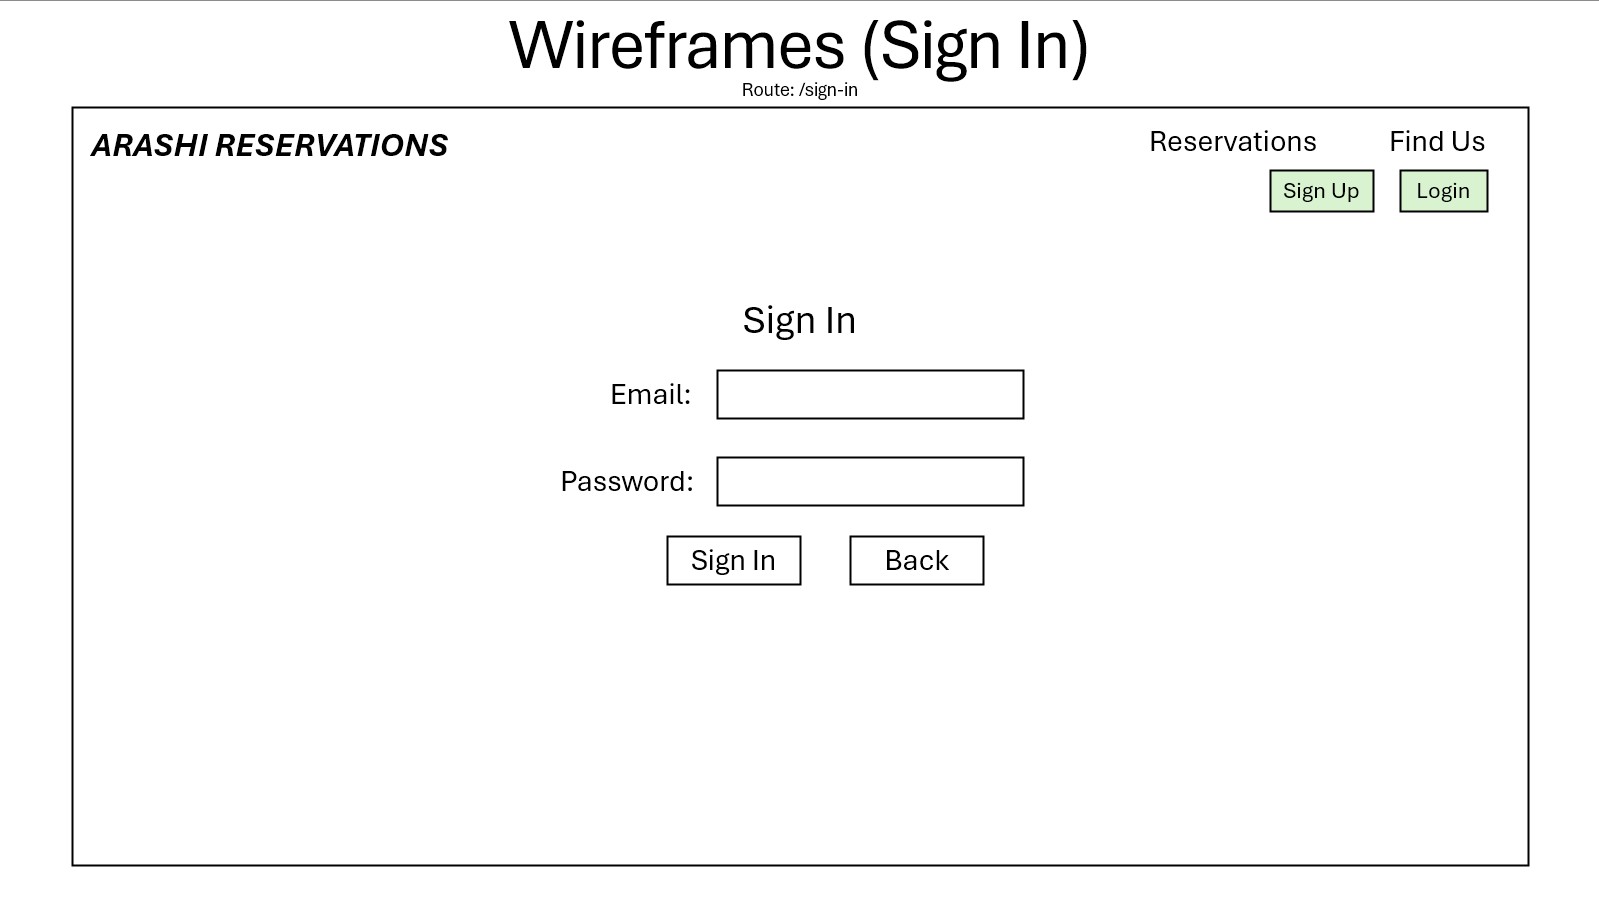 Wireframes (Sign In)
Route: /sign-in
ARASHI RESERVATIONS
Reservations
Find Us
Sign Up
Login
Sign In
Email:
Password:
Sign In
Back